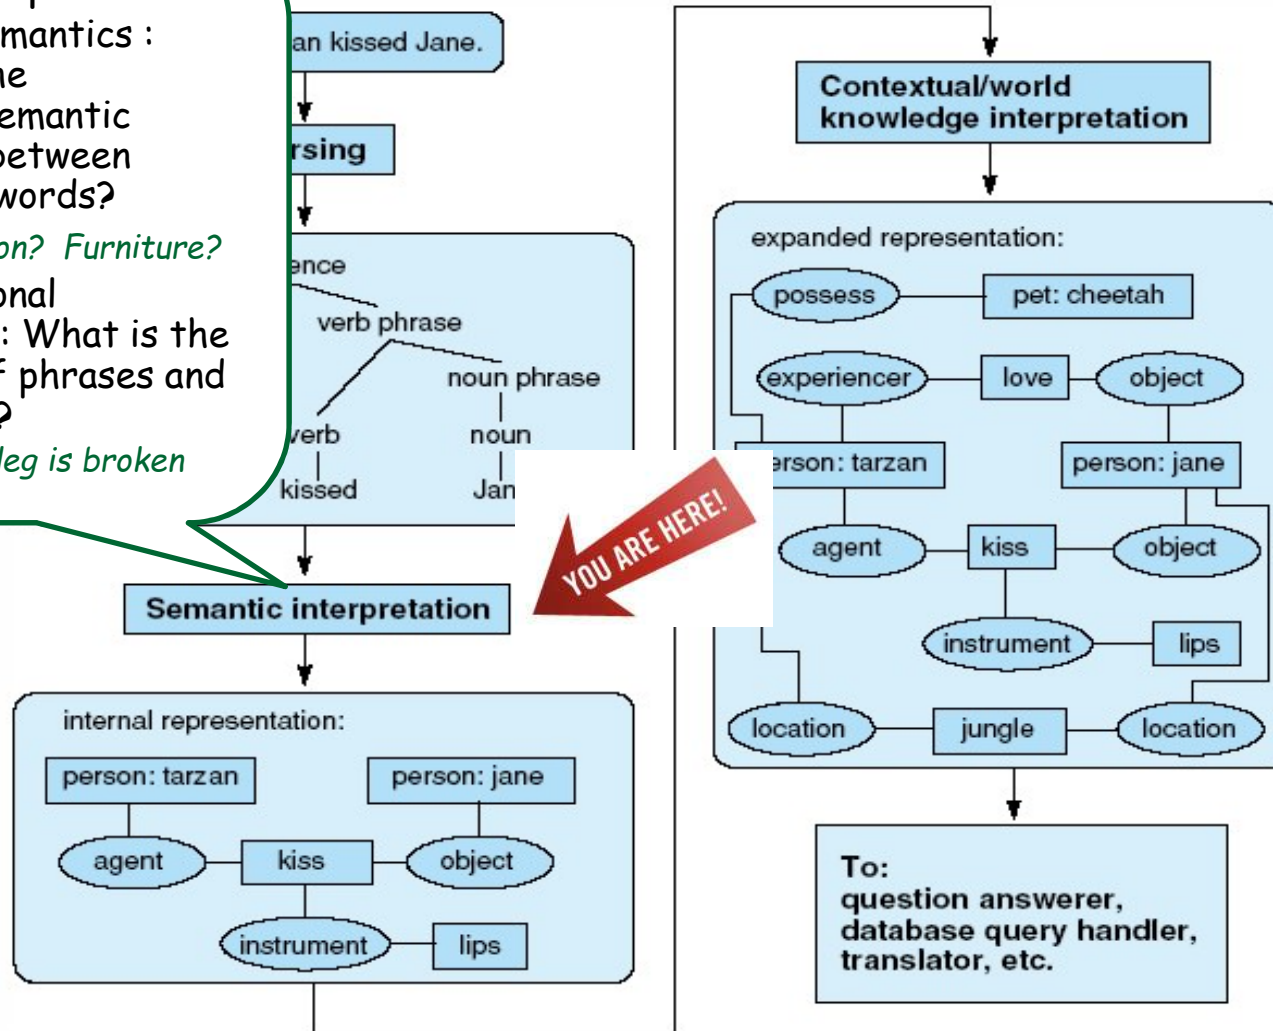 mantics :
ne
emantic
between
words?
on? Furniture?
onal
: What is the
f phrases and
?
leg is broken
an kissed Jane.
rsing
ence
verb phrase
noun phrase
verb
noun
kissed
Jan
Semantic interpretation
YOU ARE HERE!
internal representation:
person: tarzan
person: jane
agent
kiss
object
instrument
lips
Contextual/world
knowledge interpretation
expanded representation:
possess
pet: cheetah
experiencer
love
object
erson: tarzan
person: jane
agent
kiss
object
instrument
lips
location
jungle
location
To:
question answerer,
database query handler,
translator, etc.